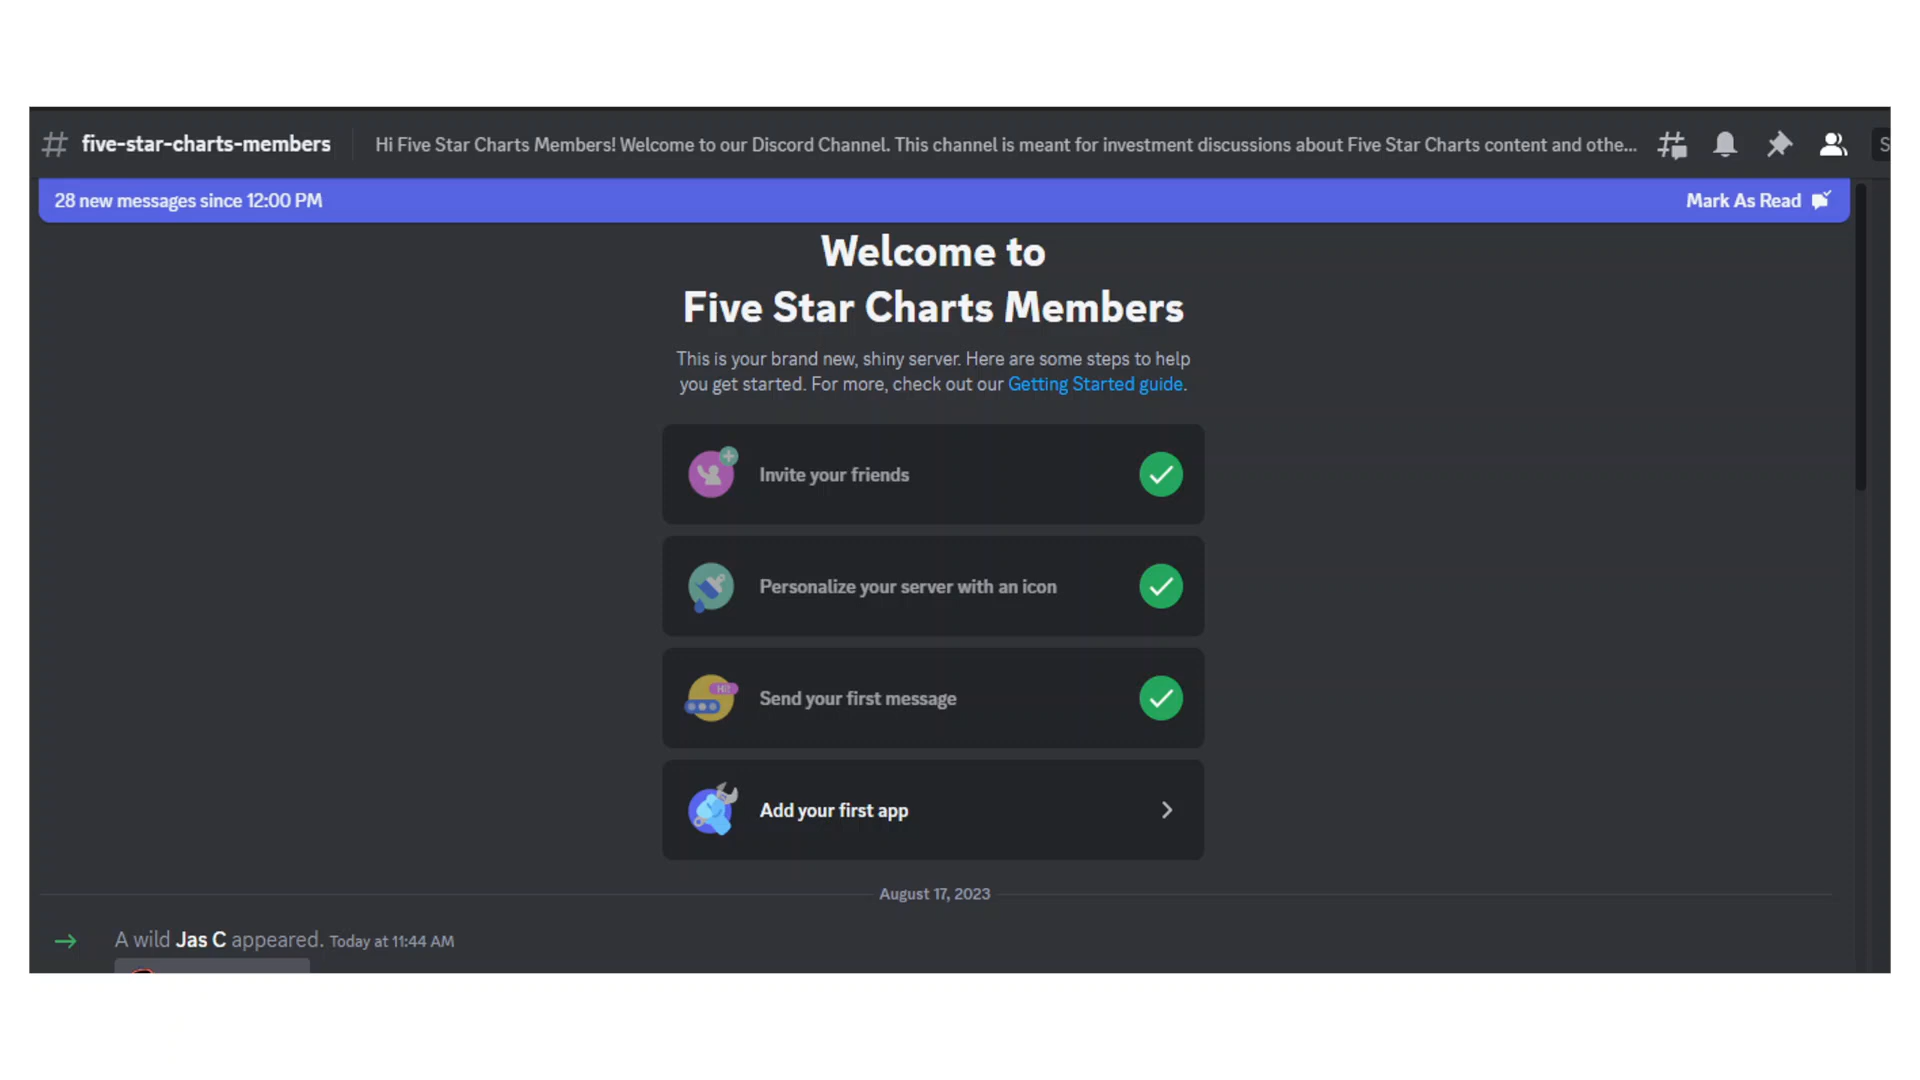 five-star-charts-members
Hi Five Star Charts Members! Welcome to our Discord Channel. This channel is meant for investment discussions about Five Star Charts content and othe...
S
28 new messages since 12:00 PM
Mark As Read
Welcome to
Five Star Charts Members
This is your brand new, shiny server. Here are some steps to help
you get started. For more, check out our Getting Started guide.
Invite your friends
Personalize your server with an icon
Hi!
Send your first message
Add your first app
August 17, 2023
A wild Jas C appeared. Today at 11:44 AM